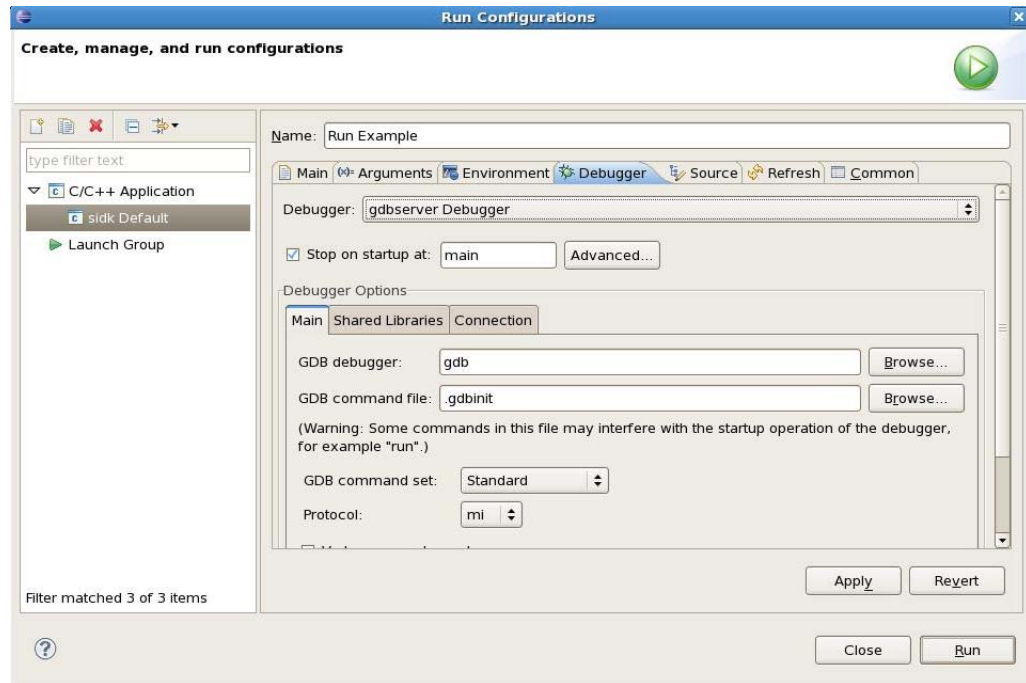 Run Configurations
Create, manage, and run configurations
type filter text
C/C++ Application
sidk Default
Launch Group
Filter matched 3 of 3 items
Name: Run Example
Main (x)= Arguments Environment Debugger Source Refresh Common
Debugger: gdbserver Debugger
Stop on startup at: main Advanced...
Debugger Options
Main Shared Libraries Connection
GDB debugger: gdb Browse...
GDB command file: .gdbinit Browse...
(Warning: Some commands in this file may interfere with the startup operation of the debugger,
for example "run".)
GDB command set: Standard
Protocol: mi
Apply Revert
Close Run